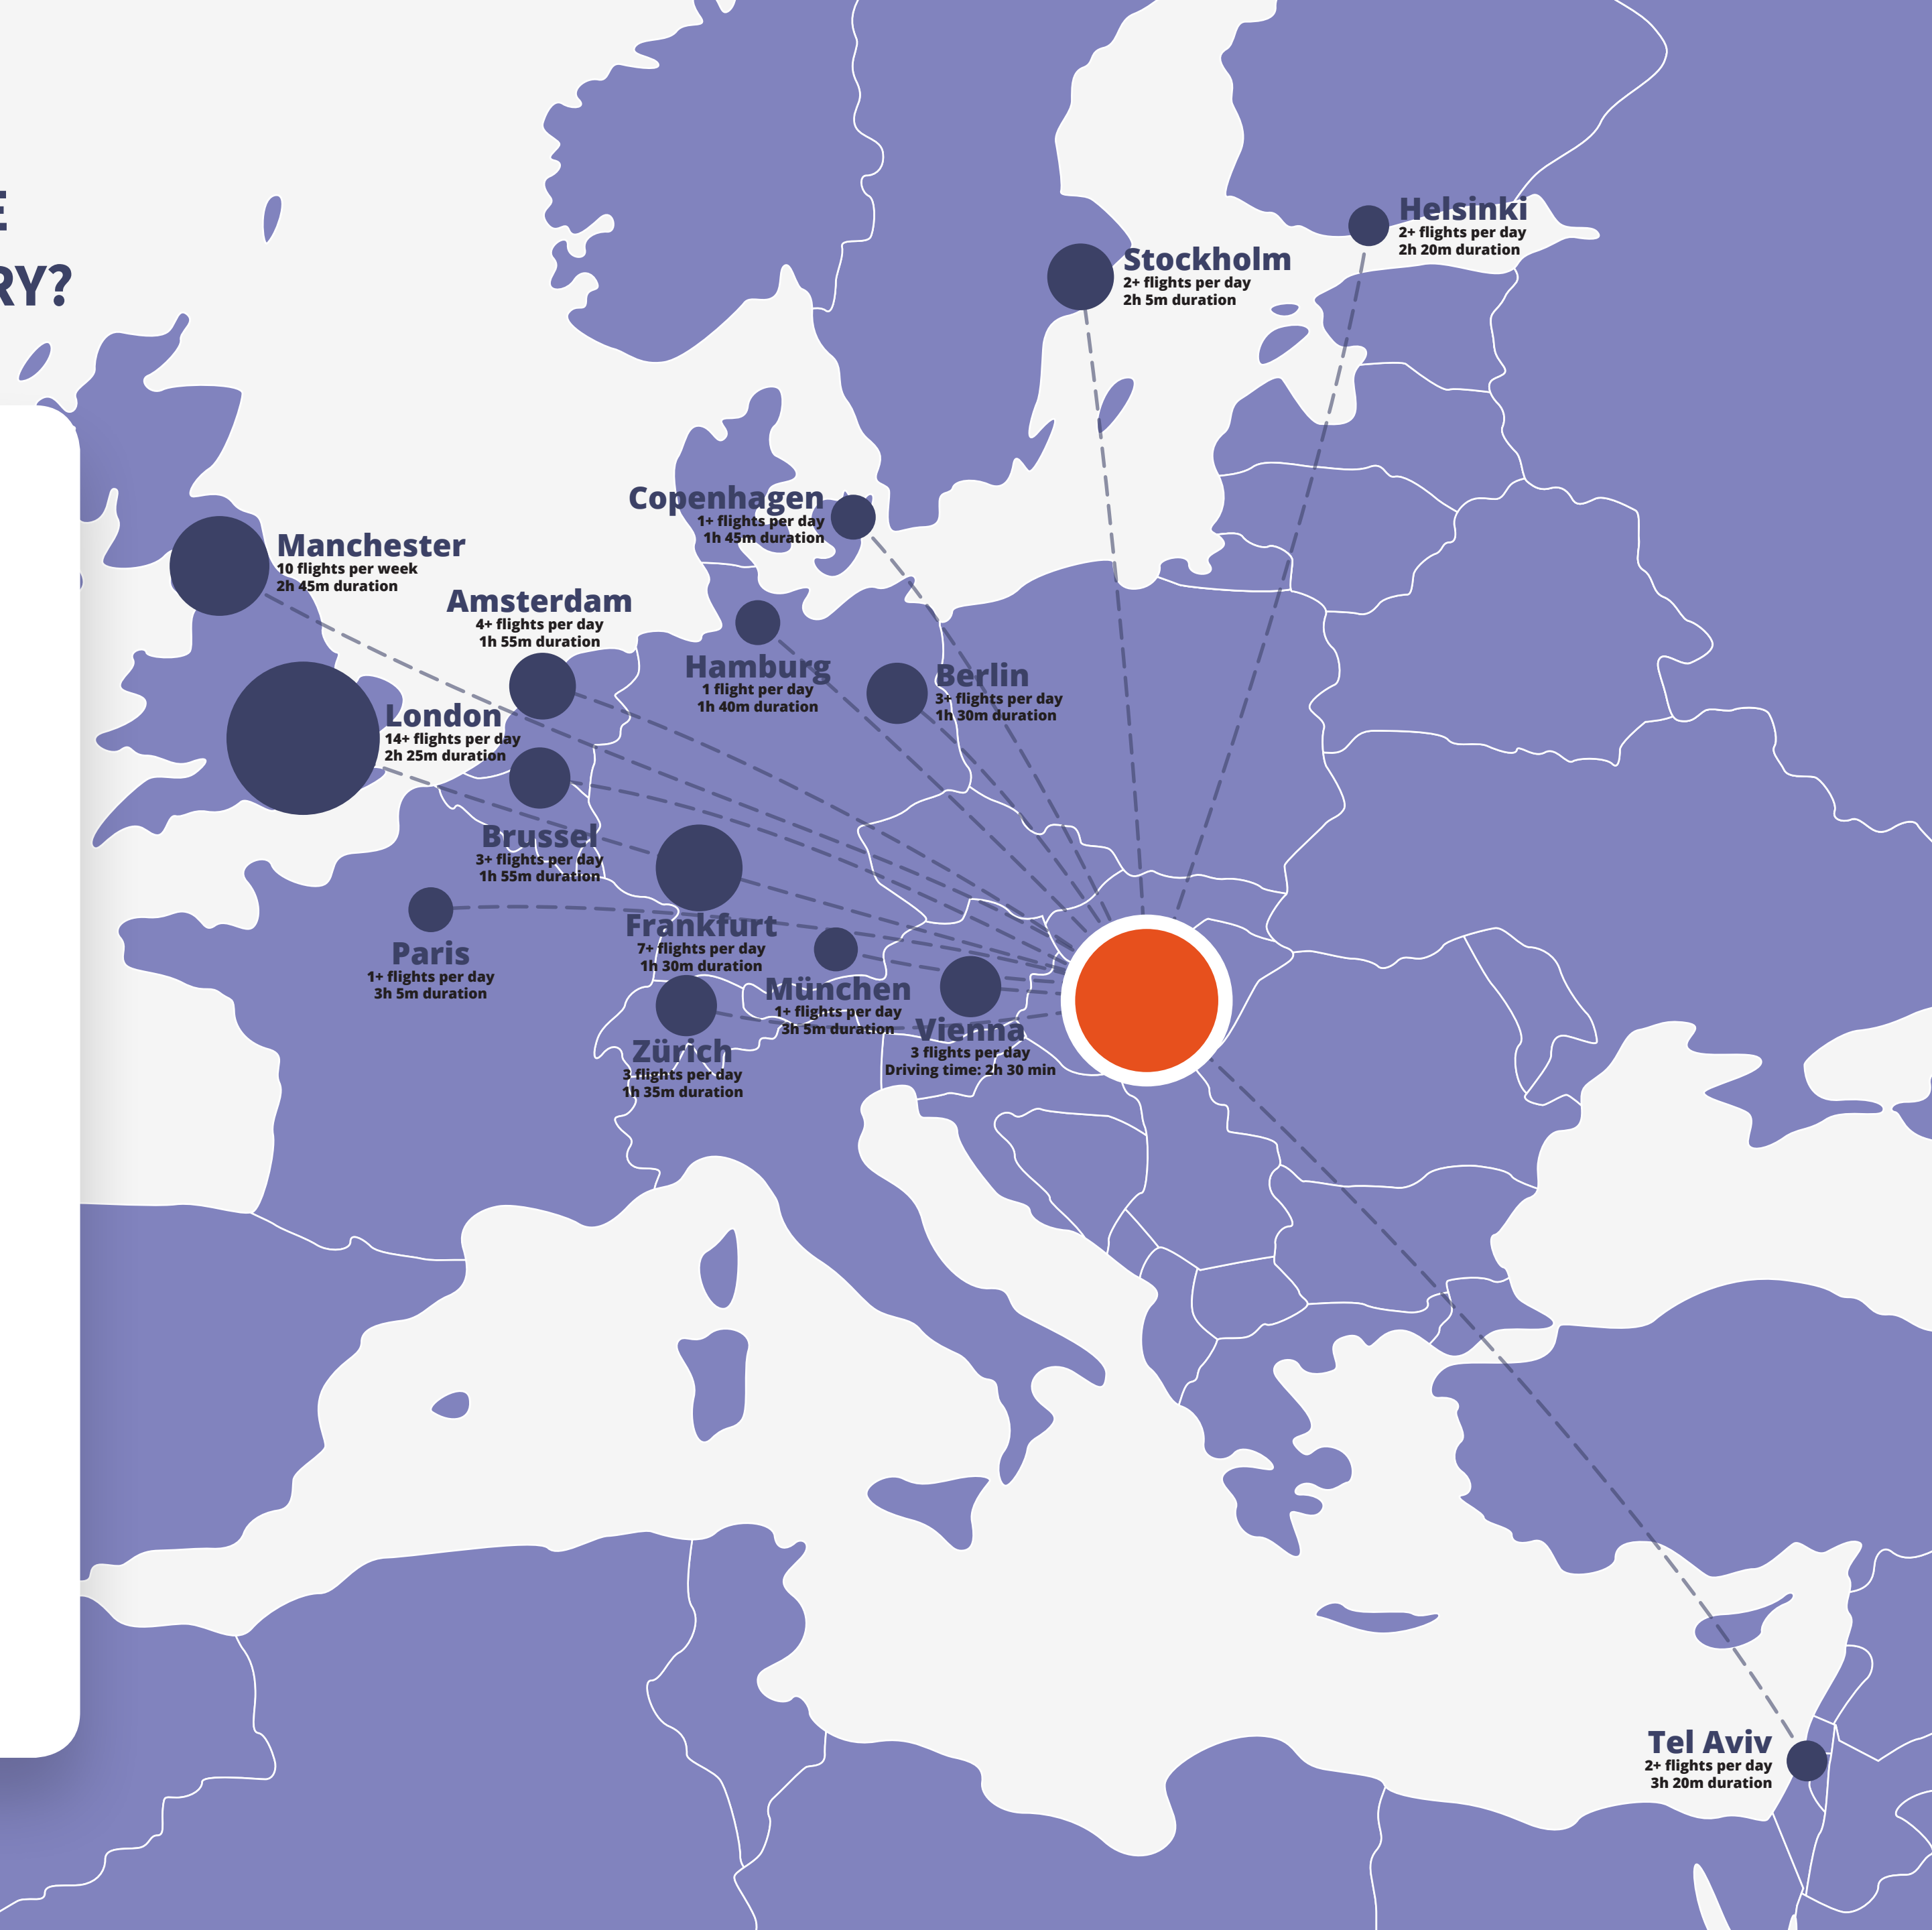 E
RY?
Helsinki
2+ flights per day
2h 20m duration
Stockholm
2+ flights per day
2h 5m duration
Copenhagen
1+ flights per day
1h 45m duration
Manchester
10 flights per week
2h 45m duration
Amsterdam
4+ flights per day
1h 55m duration
Hamburg
1 flight per day
1h 40m duration
Berlin
3+ flights per day
1h 30m duration
London
14+ flights per day
2h 25m duration
Brussel
3+ flights per day
1h 55m duration
Frankfurt
7+ flights per day
1h 30m duration
Paris
1+ flights per day
3h 5m duration
München
1+ flights per day
3h 5m duration
Vienna
3 flights per day
Driving time: 2h 30 min
Zürich
3 flights per day
1h 35m duration
Tel Aviv
2+ flights per day
3h 20m duration